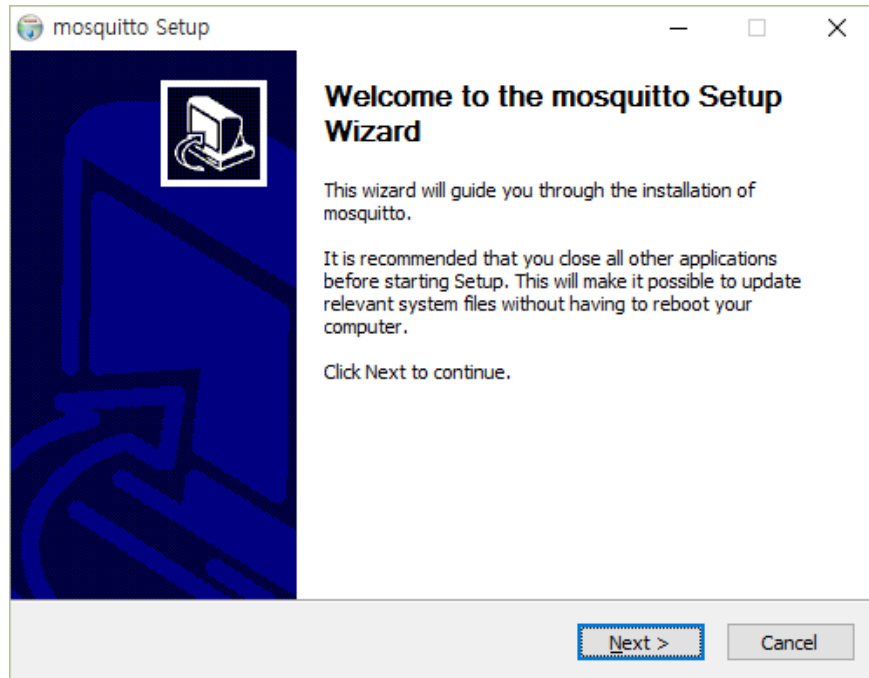 mosquitto Setup
Welcome to the mosquitto Setup
Wizard
This wizard will guide you through the installation of
mosquitto.
It is recommended that you close all other applications
before starting Setup. This will make it possible to update
relevant system files without having to reboot your
computer.
Click Next to continue.
Next >
Cancel